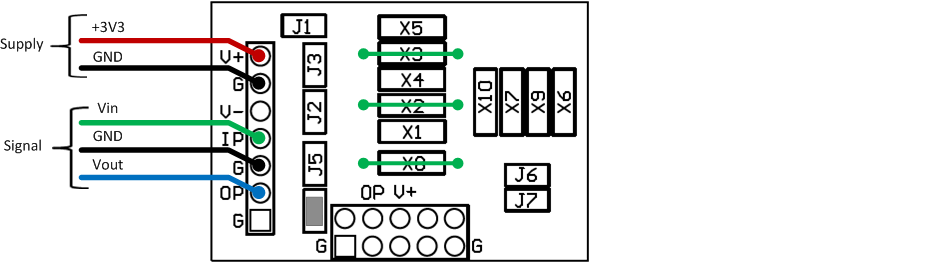 Supply
+3V3
GND
Signal
Vin
GND
Vout
V+
G
V-
IP
G
OP
G
J1
J3
J2
J5
X5
X3
X4
X2
X1
X8
X10
X7
X9
X6
J6
J7
OP V+
G
G